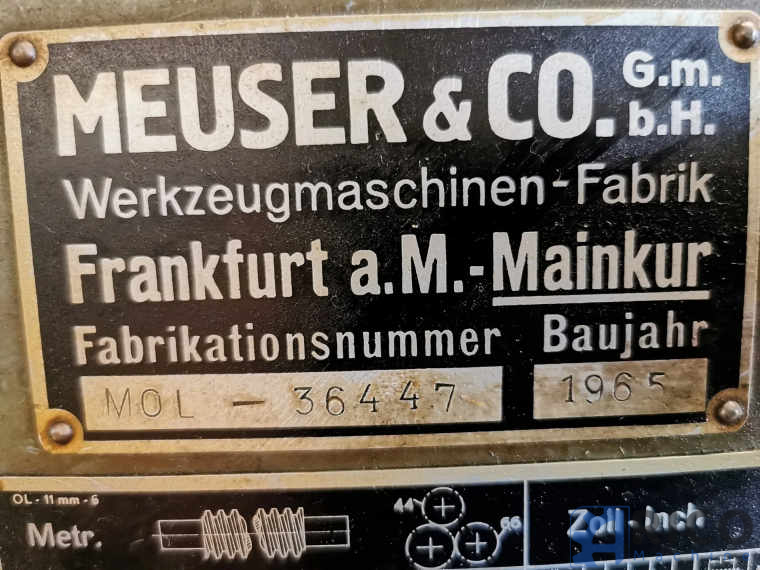 MEUSER & CO. G.m.b.H.
Werkzeugmaschinen-Fabrik
Frankfurt a.M.-Mainkur
Fabrikationsnummer Baujahr
MOL - 36447 1965
OL - 11 mm - 6
Metr. 44 66 Zoll - inch